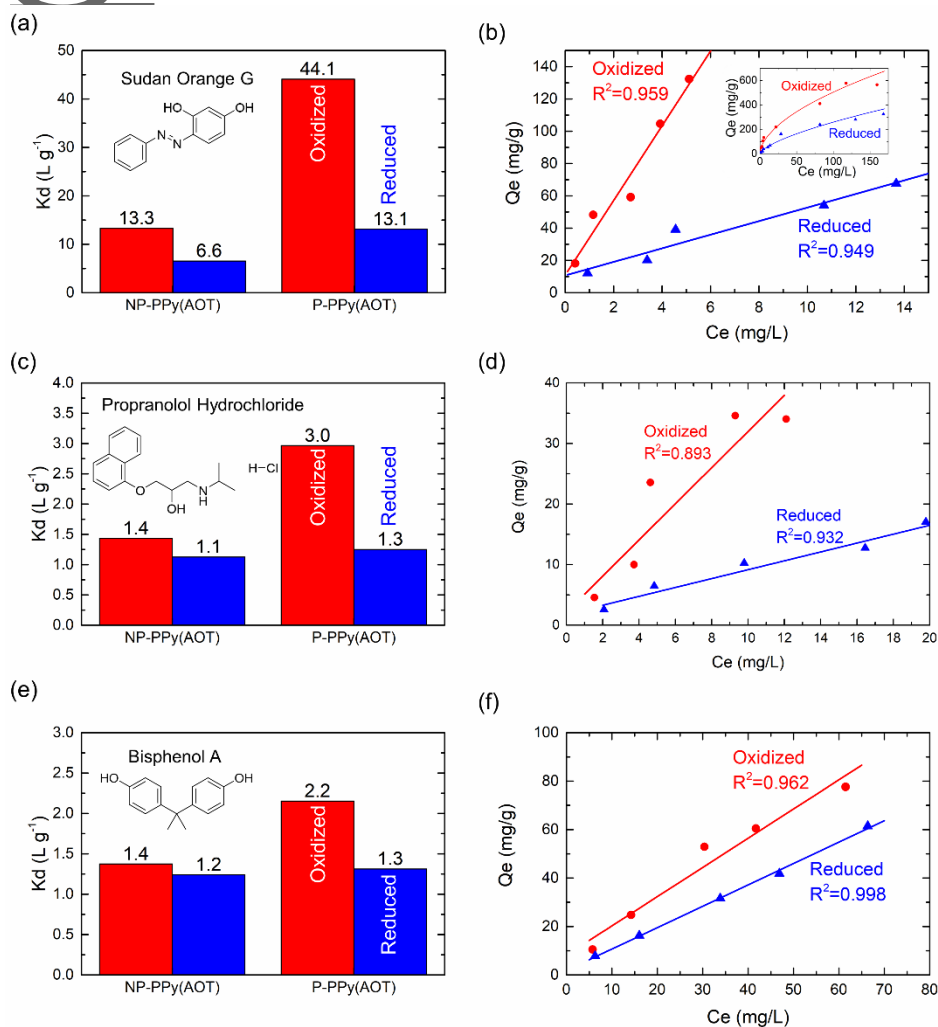 (a)
50
40
30
20
10
0
Kd (L g⁻¹)
Sudan Orange G
HO
OH
N
N
13.3
6.6
44.1
13.1
Oxidized
Reduced
NP-PPy(AOT)
P-PPy(AOT)
(b)
140
120
100
80
60
40
20
0
Qe (mg/g)
Oxidized
R²=0.959
Reduced
R²=0.949
600
400
200
0
Qe (mg/g)
Oxidized
Reduced
0 50 100 150
Ce (mg/L)
0 2 4 6 8 10 12 14
Ce (mg/L)
(c)
4.0
3.5
3.0
2.5
2.0
1.5
1.0
0.5
0.0
Kd (L g⁻¹)
Propranolol Hydrochloride
H-Cl
O
OH
N
H
1.4
1.1
3.0
1.3
Oxidized
Reduced
NP-PPy(AOT)
P-PPy(AOT)
(d)
40
30
20
10
0
Qe (mg/g)
Oxidized
R²=0.893
Reduced
R²=0.932
0 2 4 6 8 10 12 14 16 18 20
Ce (mg/L)
(e)
3.0
2.5
2.0
1.5
1.0
0.5
0.0
Kd (L g⁻¹)
Bisphenol A
HO
OH
1.4
1.2
2.2
1.3
Oxidized
Reduced
NP-PPy(AOT)
P-PPy(AOT)
(f)
100
80
60
40
20
0
Qe (mg/g)
Oxidized
R²=0.962
Reduced
R²=0.998
0 10 20 30 40 50 60 70 80
Ce (mg/L)